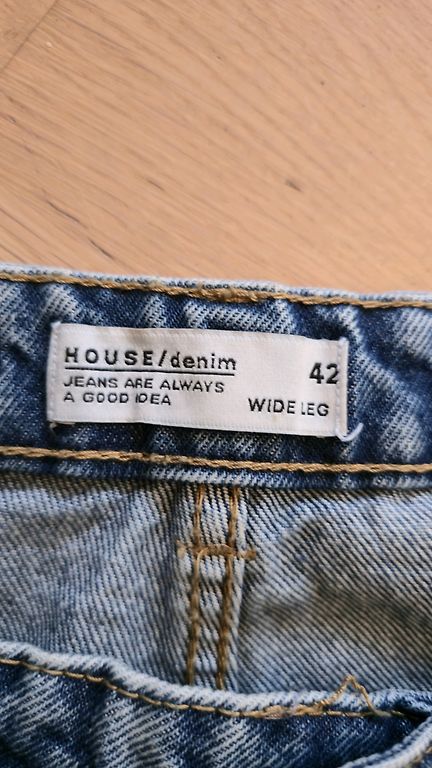 HOUSE/denim
JEANS ARE ALWAYS
A GOOD IDEA
42
WIDE LEG